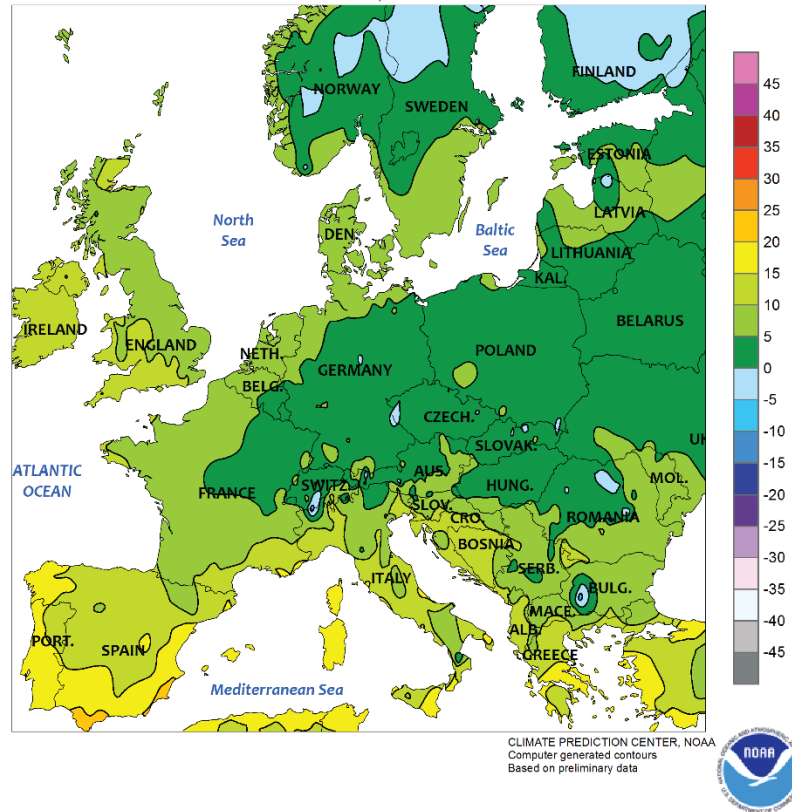 FINLAND
NORWAY
SWEDEN
ESTONIA
North
Sea
LATVIA
DEN.
Baltic
Sea
LITHUANIA
KAL.
IRELAND
ENGLAND
BELARUS
NETH.
POLAND
GERMANY
BELG.
CZECH.
SLOVAK.
UK
ATLANTIC
OCEAN
FRANCE
SWITZ.
AUS.
HUNG.
MOL.
SLOV.
CRO.
ROMANIA
BOSNIA
ITALY
SERB.
BULG.
PORT.
SPAIN
MACE.
ALB.
GREECE
Mediterranean Sea
45
40
35
30
25
20
15
10
5
0
-5
-10
-15
-20
-25
-30
-35
-40
-45
CLIMATE PREDICTION CENTER, NOAA
Computer generated contours
Based on preliminary data
NOAA